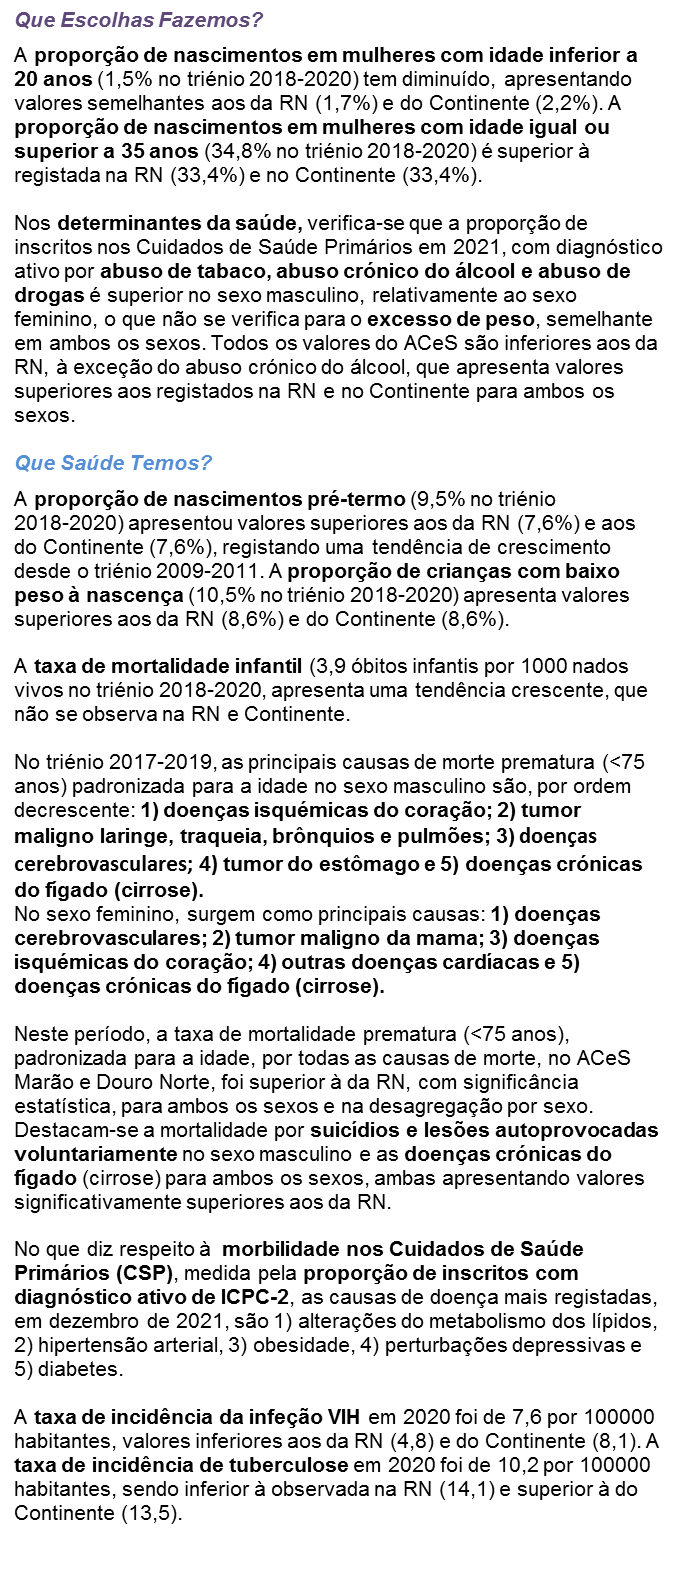 Que Escolhas Fazemos?
A proporção de nascimentos em mulheres com idade inferior a
20 anos (1,5% no triénio 2018-2020) tem diminuído, apresentando
valores semelhantes aos da RN (1,7%) e do Continente (2,2%). A
proporção de nascimentos em mulheres com idade igual ou
superior a 35 anos (34,8% no triénio 2018-2020) é superior à
registada na RN (33,4%) e no Continente (33,4%).
Nos determinantes da saúde, verifica-se que a proporção de
inscritos nos Cuidados de Saúde Primários em 2021, com diagnóstico
ativo por abuso de tabaco, abuso crónico do álcool e abuso de
drogas é superior no sexo masculino, relativamente ao sexo
feminino, o que não se verifica para o excesso de peso, semelhante
em ambos os sexos. Todos os valores do ACeS são inferiores aos da
RN, à exceção do abuso crónico do álcool, que apresenta valores
superiores aos registados na RN e no Continente para ambos os
sexos.
Que Saúde Temos?
A proporção de nascimentos pré-termo (9,5% no triénio
2018-2020) apresentou valores superiores aos da RN (7,6%) e aos
do Continente (7,6%), registando uma tendência de crescimento
desde o triénio 2009-2011. A proporção de crianças com baixo
peso à nascença (10,5% no triénio 2018-2020) apresenta valores
superiores aos da RN (8,6%) e do Continente (8,6%).
A taxa de mortalidade infantil (3,9 óbitos infantis por 1000 nados
vivos no triénio 2018-2020, apresenta uma tendência crescente, que
não se observa na RN e Continente.
No triénio 2017-2019, as principais causas de morte prematura (<75
anos) padronizada para a idade no sexo masculino são, por ordem
decrescente: 1) doenças isquémicas do coração; 2) tumor
maligno laringe, traqueia, brônquios e pulmões; 3) doenças
cerebrovasculares; 4) tumor do estômago e 5) doenças crónicas
do fígado (cirrose).
No sexo feminino, surgem como principais causas: 1) doenças
cerebrovasculares; 2) tumor maligno da mama; 3) doenças
isquémicas do coração; 4) outras doenças cardíacas e 5)
doenças crónicas do fígado (cirrose).
Neste período, a taxa de mortalidade prematura (<75 anos),
padronizada para a idade, por todas as causas de morte, no ACeS
Marão e Douro Norte, foi superior à da RN, com significância
estatística, para ambos os sexos e na desagregação por sexo.
Destacam-se a mortalidade por suicídios e lesões autoprovocadas
voluntariamente no sexo masculino e as doenças crónicas do
fígado (cirrose) para ambos os sexos, ambas apresentando valores
significativamente superiores aos da RN.
No que diz respeito à morbilidade nos Cuidados de Saúde
Primários (CSP), medida pela proporção de inscritos com
diagnóstico ativo de ICPC-2, as causas de doença mais registadas,
em dezembro de 2021, são 1) alterações do metabolismo dos lípidos,
2) hipertensão arterial, 3) obesidade, 4) perturbações depressivas e
5) diabetes.
A taxa de incidência da infeção VIH em 2020 foi de 7,6 por 100000
habitantes, valores inferiores aos da RN (4,8) e do Continente (8,1). A
taxa de incidência de tuberculose em 2020 foi de 10,2 por 100000
habitantes, sendo inferior à observada na RN (14,1) e superior à do
Continente (13,5).